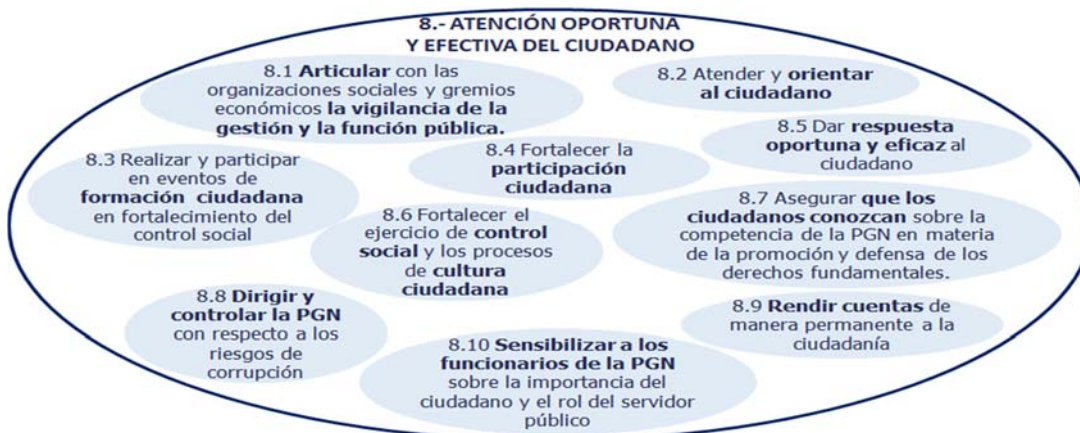 8.- ATENCIÓN OPORTUNA
Y EFECTIVA DEL CIUDADANO
8.1 Articular con las
organizaciones sociales y gremios
económicos la vigilancia de la
gestión y la función pública.
8.2 Atender y orientar
al ciudadano
8.3 Realizar y participar
en eventos de
formación ciudadana
en fortalecimiento del
control social
8.4 Fortalecer la
participación
ciudadana
8.5 Dar respuesta
oportuna y eficaz al
ciudadano
8.6 Fortalecer el
ejercicio de control
social y los procesos
de cultura
ciudadana
8.7 Asegurar que los
ciudadanos conozcan sobre la
competencia de la PGN en materia
de la promoción y defensa de los
derechos fundamentales.
8.8 Dirigir y
controlar la PGN
con respecto a los
riesgos de
corrupción
8.9 Rendir cuentas de
manera permanente a la
ciudadanía
8.10 Sensibilizar a los
funcionarios de la PGN
sobre la importancia del
ciudadano y el rol del servidor
público